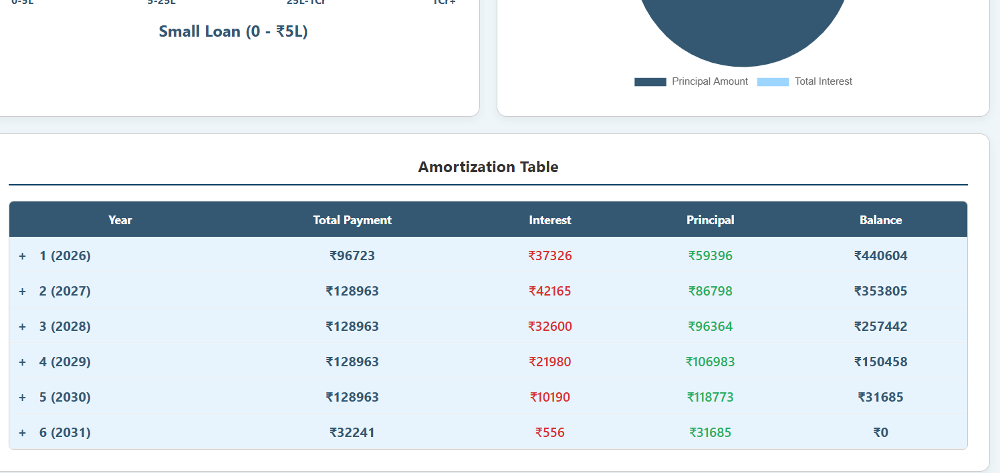 0-5L 5-25L 25L-1Cr 1Cr+
Small Loan (0 - ₹5L)
Principal Amount Total Interest
Amortization Table
Year Total Payment Interest Principal Balance
+ 1 (2026) ₹96723 ₹37326 ₹59396 ₹440604
+ 2 (2027) ₹128963 ₹42165 ₹86798 ₹353805
+ 3 (2028) ₹128963 ₹32600 ₹96364 ₹257442
+ 4 (2029) ₹128963 ₹21980 ₹106983 ₹150458
+ 5 (2030) ₹128963 ₹10190 ₹118773 ₹31685
+ 6 (2031) ₹32241 ₹556 ₹31685 ₹0